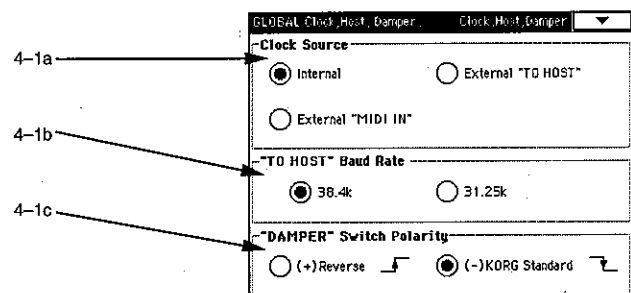 GLOBAL Clock,Host, Damper, Clock,Host,Damper
4–1a
Clock Source
Internal External "TO HOST"
External "MIDI IN"
4–1b
"TO HOST" Baud Rate
38.4k 31.25k
4–1c
"DAMPER" Switch Polarity
(+)Reverse (-)KORG Standard